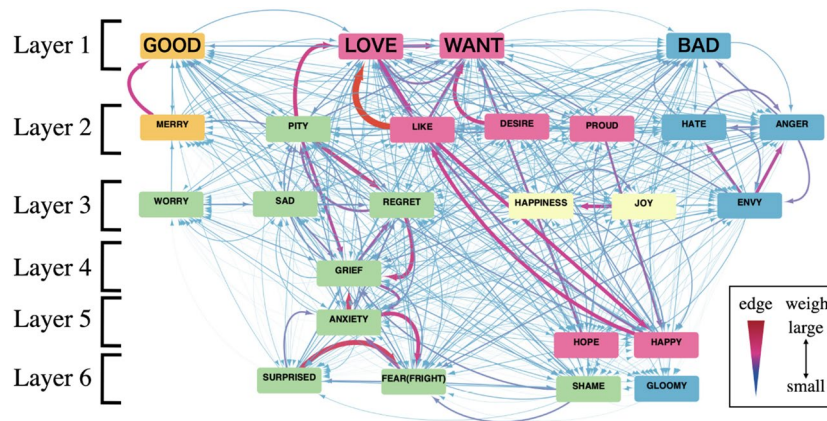 Layer 1
GOOD
LOVE
WANT
BAD
Layer 2
MERRY
PITY
LIKE
DESIRE
PROUD
HATE
ANGER
Layer 3
WORRY
SAD
REGRET
HAPPINESS
JOY
ENVY
Layer 4
GRIEF
Layer 5
ANXIETY
HOPE
HAPPY
Layer 6
SURPRISED
FEAR(FRIGHT)
SHAME
GLOOMY
edge weigh
large
small